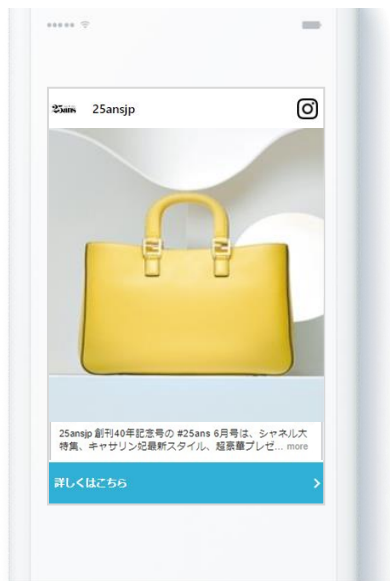 25ans 25ansjp
25ansjp 創刊40年記念号の #25ans 6月号は、シャネル大
特集、キャサリン妃最新スタイル、超豪華プレゼ... more
詳しくはこちら